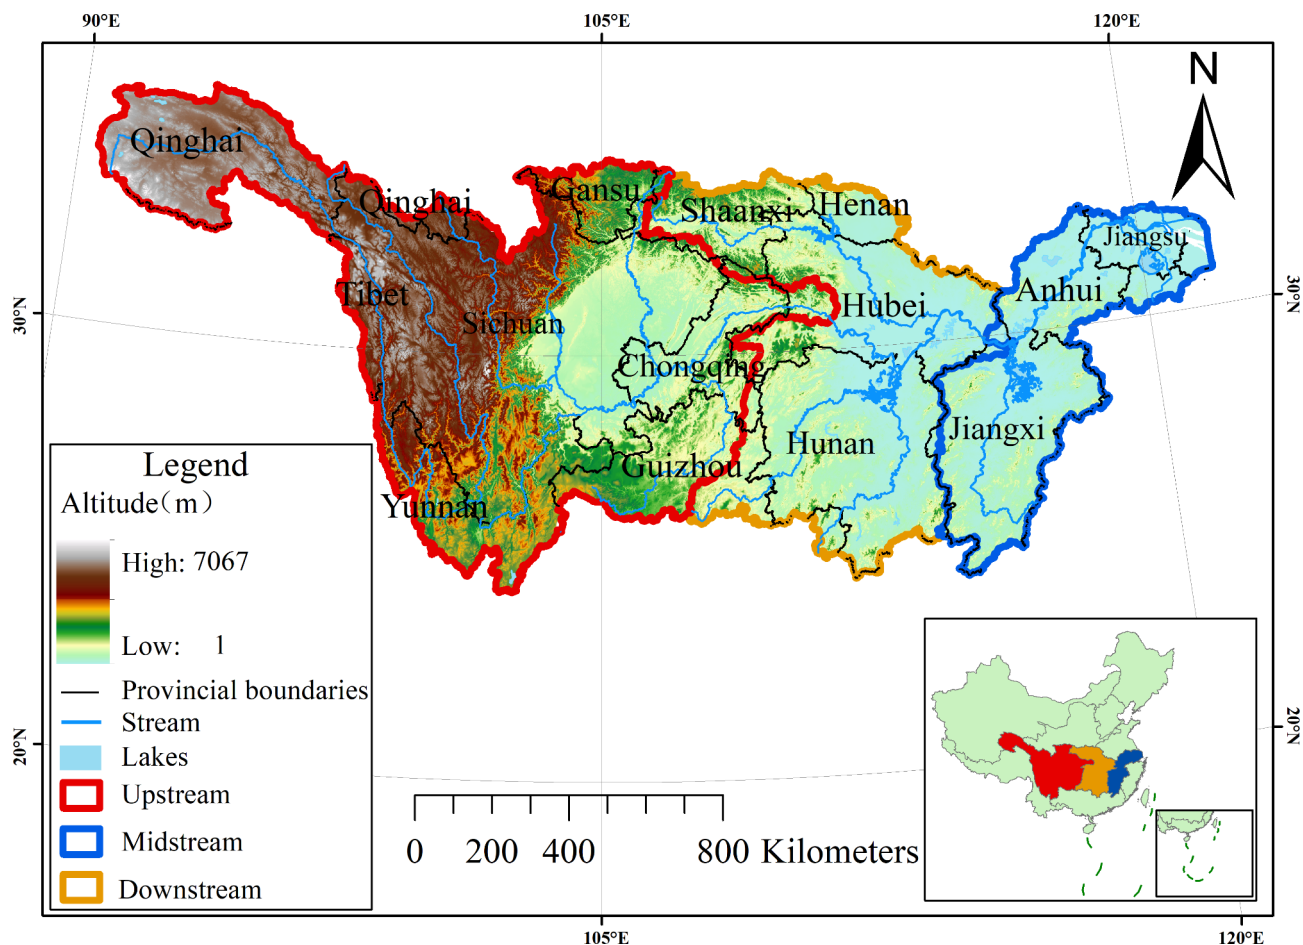 90°E
105°E
120°E
N
Qinghai
Qinghai
Gansu
Shaanxi
Henan
Jiangsu
Tibet
Sichuan
Hubei
Anhui
30°N
30°N
Chongqing
Hunan
Jiangxi
Guizhou
Yunnan
Legend
Altitude(m)
High: 7067
Low: 1
Provincial boundaries
Stream
Lakes
Upstream
Midstream
Downstream
20°N
20°N
0 200 400 800 Kilometers
105°E
120°E